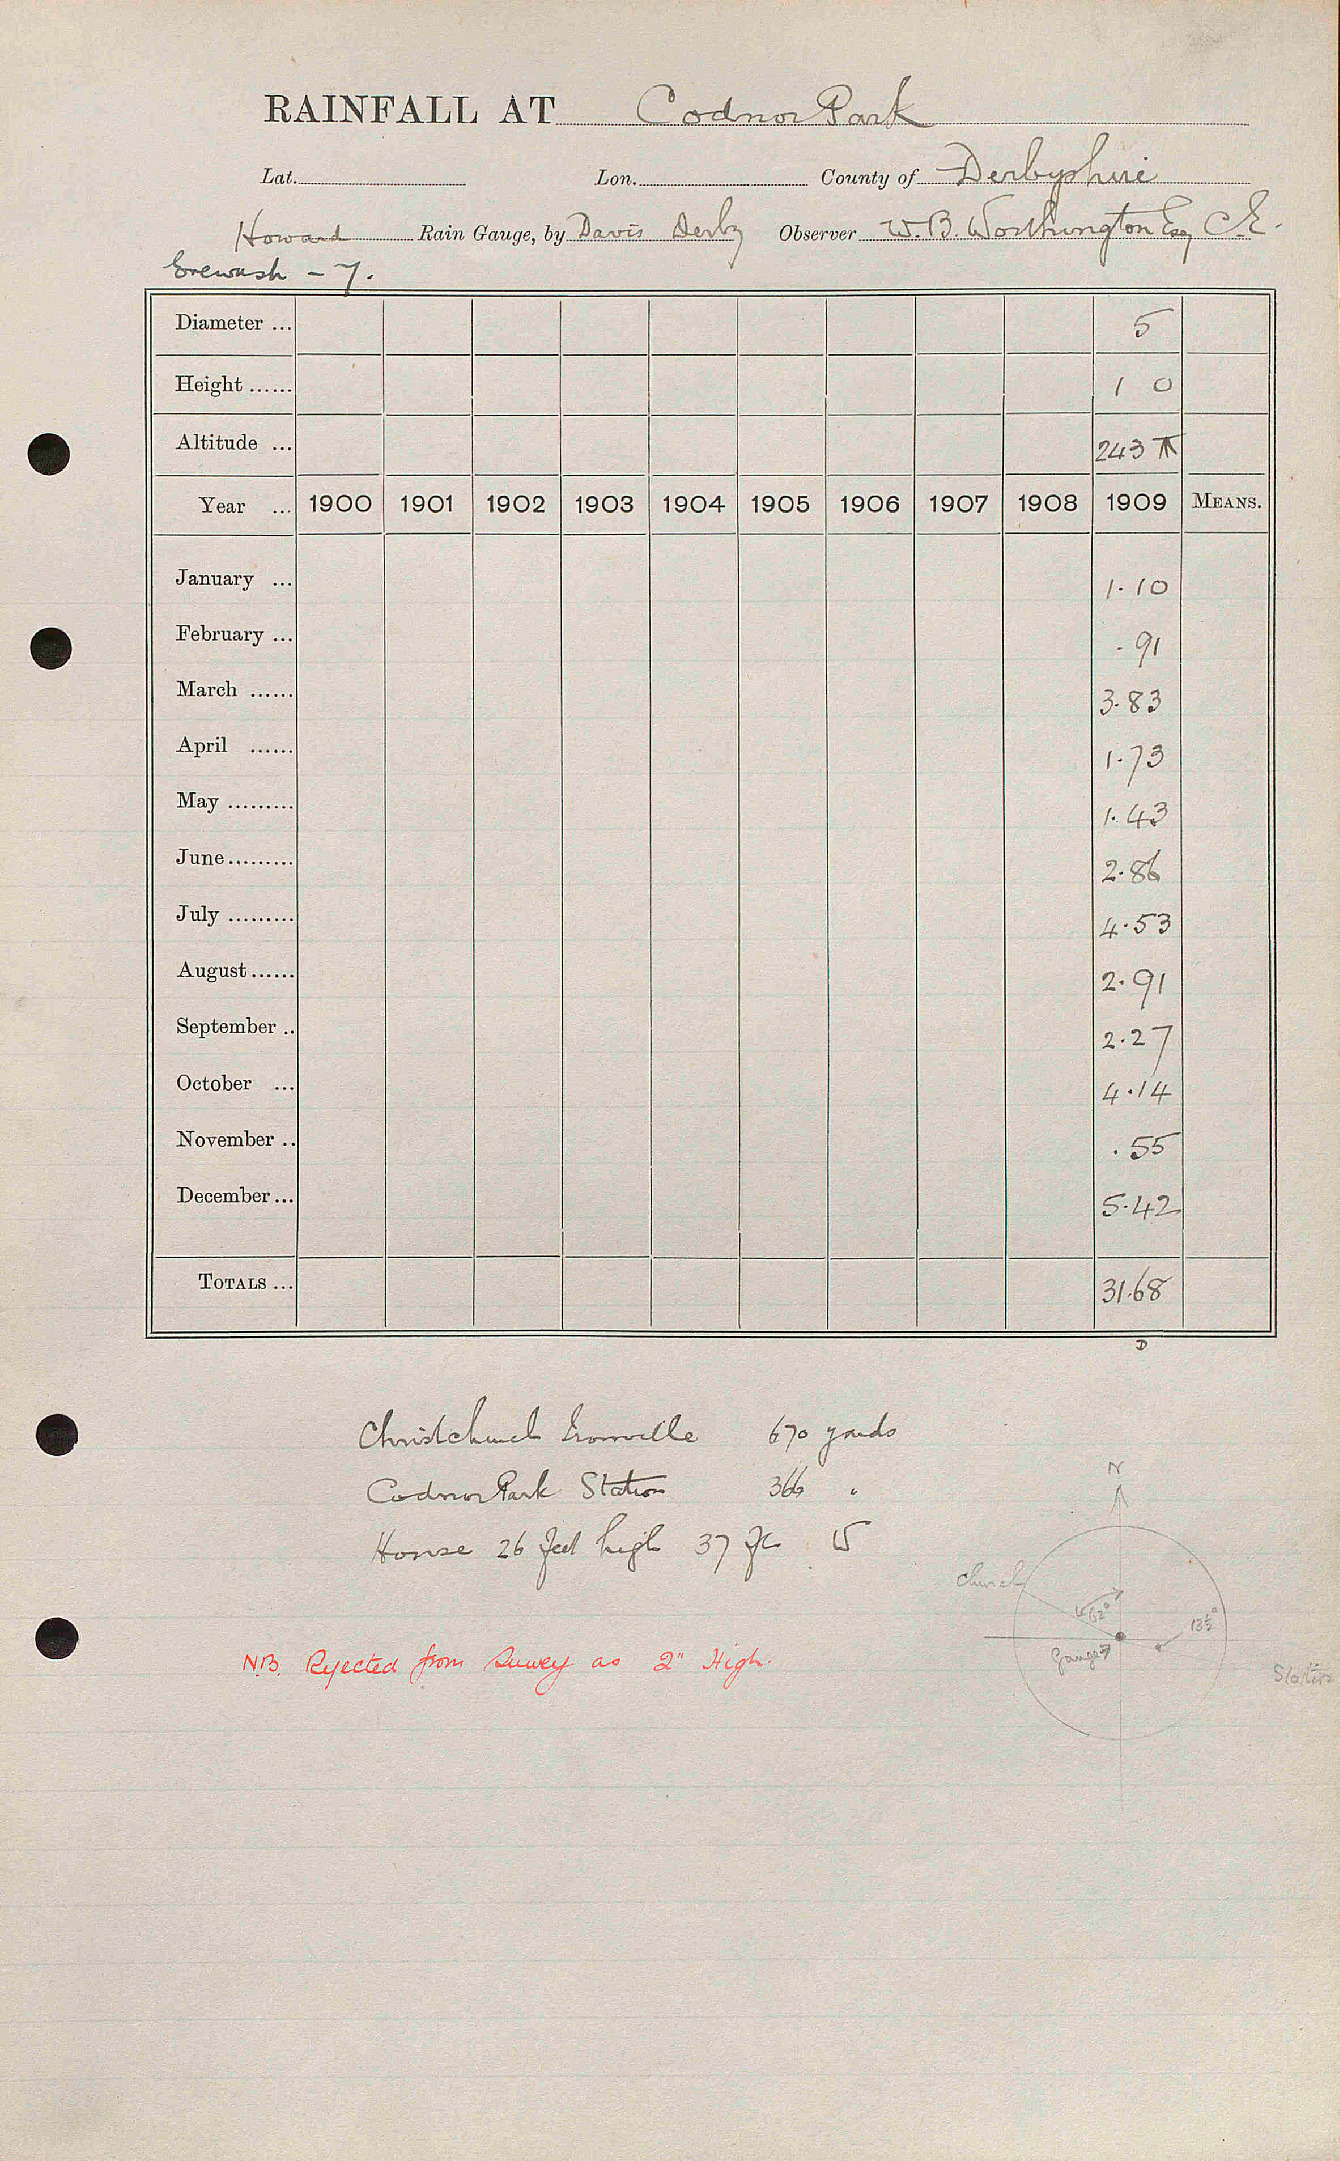 RAINFALL AT Codnor Park
Lat. Lon. County of Derbyshire
Howard Rain Gauge, by Davis Derby Observer W. B. Worthington Esq C.E.
Erewash - 7.
Diameter ... 5
Height ...... 1 0
Altitude ... 243
Year ... 1900 1901 1902 1903 1904 1905 1906 1907 1908 1909 MEANS.
January ... 1.10
February ... .91
March ...... 3.83
April ...... 1.73
May ......... 1.43
June ......... 2.86
July ......... 4.53
August ...... 2.91
September .. 2.27
October ... 4.14
November .. .55
December ... 5.42
TOTALS ... 31.68
D
Christchurch Ironville 670 yards
Codnor Park Station 366 "
House 26 feet high 37 ft W
N
Church
62°
13½°
Gauge
Station
N.B. Rejected from Survey as 2" High.